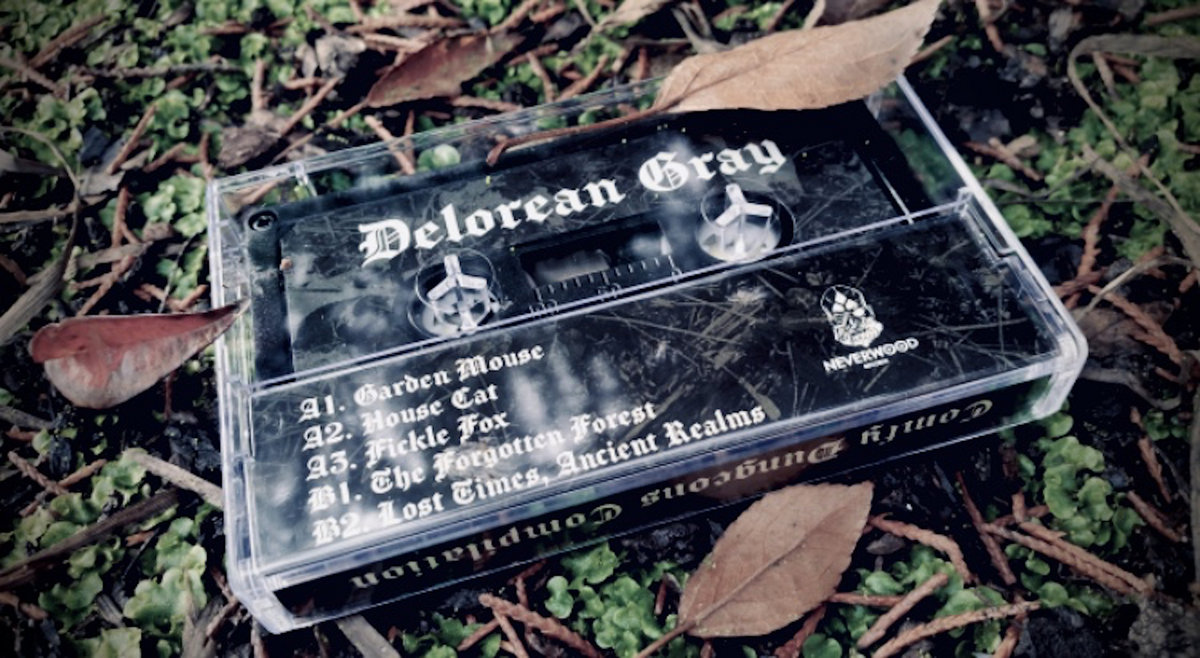 Delorean Gray
A1. Garden Mouse
A2. House Cat
A3. Fickle Fox
B1. The Forgotten Forest
B2. Lost Times, Ancient Realms
NEVERWOOD
Comfy Dungeons Compilation